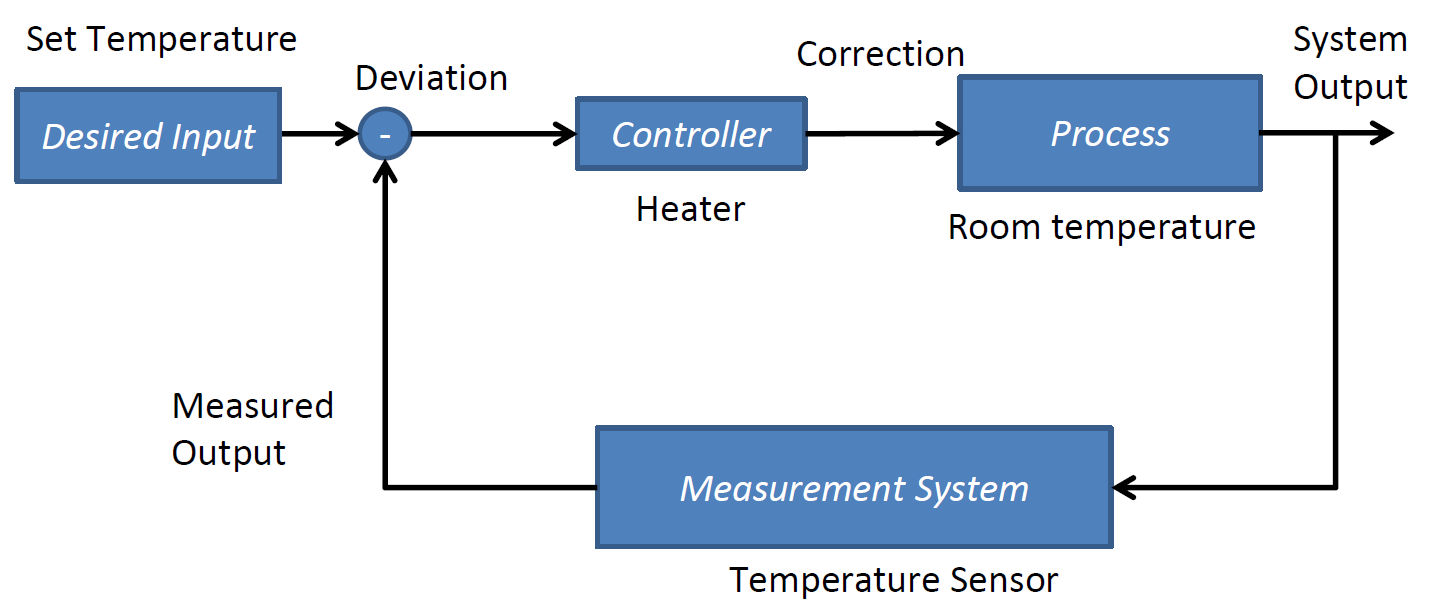 Set Temperature
Desired Input
Deviation
-
Controller
Heater
Correction
Process
Room temperature
System
Output
Measured
Output
Measurement System
Temperature Sensor